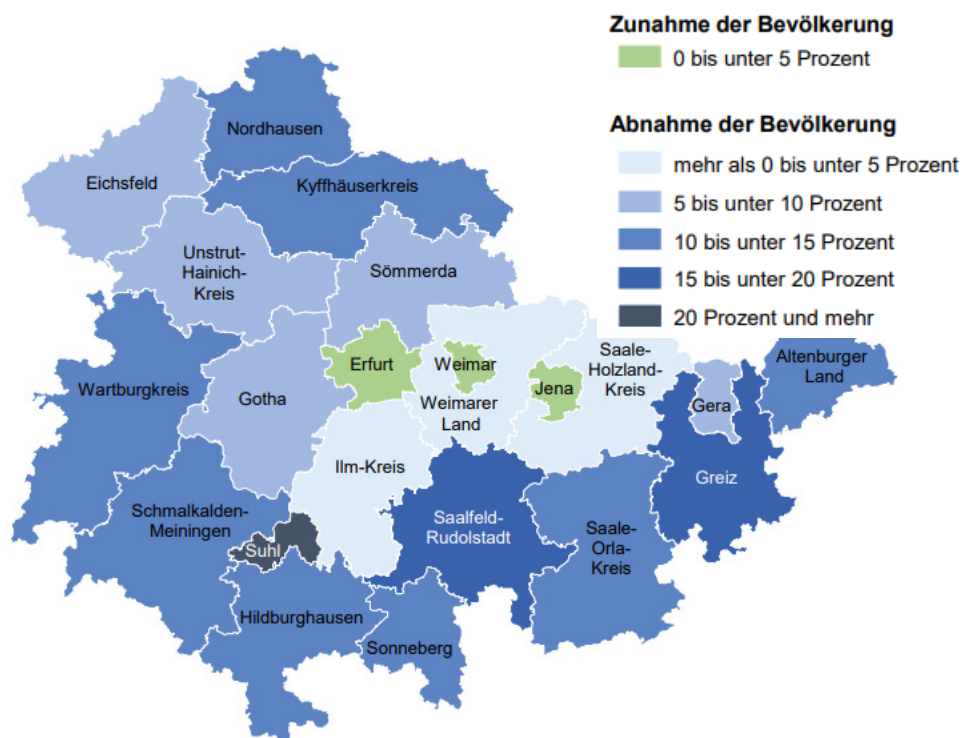 Zunahme der Bevölkerung
0 bis unter 5 Prozent
Abnahme der Bevölkerung
mehr als 0 bis unter 5 Prozent
5 bis unter 10 Prozent
10 bis unter 15 Prozent
15 bis unter 20 Prozent
20 Prozent und mehr
Nordhausen
Eichsfeld
Kyffhäuserkreis
Unstrut-
Hainich-
Kreis
Sömmerda
Wartburgkreis
Gotha
Erfurt
Weimar
Weimarer
Land
Jena
Saale-
Holzland-
Kreis
Gera
Altenburger
Land
Greiz
Ilm-Kreis
Schmalkalden-
Meiningen
Suhl
Saalfeld-
Rudolstadt
Saale-
Orla-
Kreis
Hildburghausen
Sonneberg